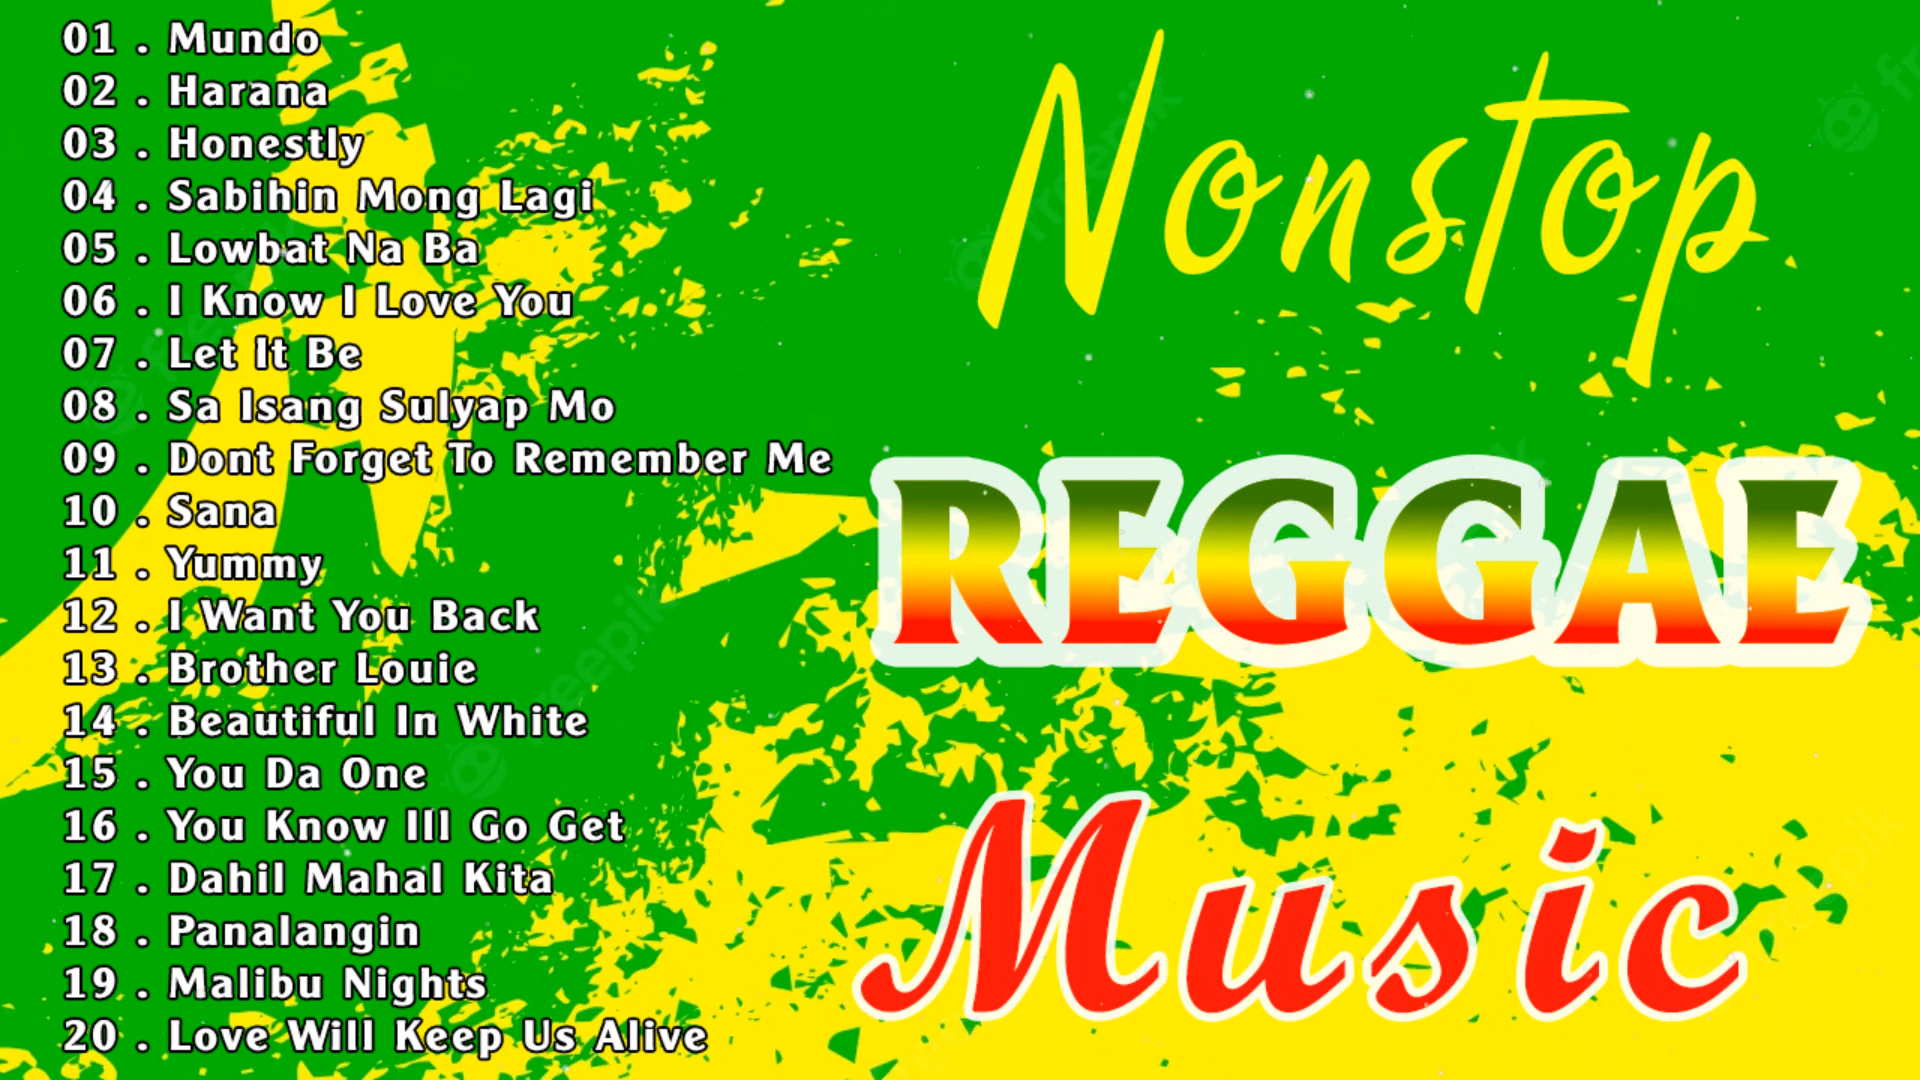 01 . Mundo
02 . Harana
03 . Honestly
04 . Sabihin Mong Lagi
05 . Lowbat Na Ba
06 . I Know I Love You
07 . Let It Be
08 . Sa Isang Sulyap Mo
09 . Dont Forget To Remember Me
10 . Sana
11 . Yummy
12 . I Want You Back
13 . Brother Louie
14 . Beautiful In White
15 . You Da One
16 . You Know Ill Go Get
17 . Dahil Mahal Kita
18 . Panalangin
19 . Malibu Nights
20 . Love Will Keep Us Alive
Nonstop
REGGAE
Music
freepik
freepik